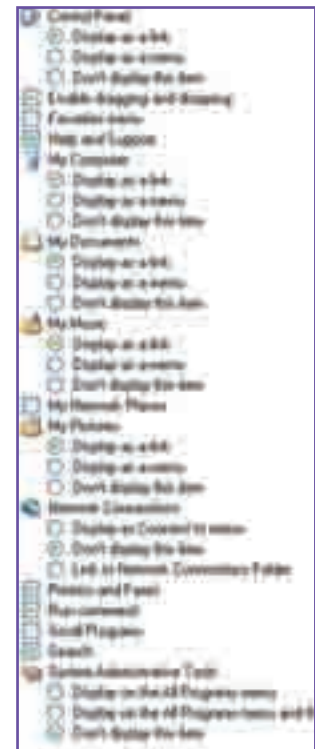 Control Panel
Display as a link
Display as a menu
Don't display this item
Enable dragging and dropping
Favorites menu
Help and Support
My Computer
Display as a link
Display as a menu
Don't display this item
My Documents
Display as a link
Display as a menu
Don't display this item
My Music
Display as a link
Display as a menu
Don't display this item
My Network Places
My Pictures
Display as a link
Display as a menu
Don't display this item
Network Connections
Display as Connect to menu
Don't display this item
Link to Network Connections Folder
Printers and Faxes
Run command
Scroll Programs
Search
System Administrative Tools
Display on the All Programs menu
Display on the All Programs menu and
Don't display this item